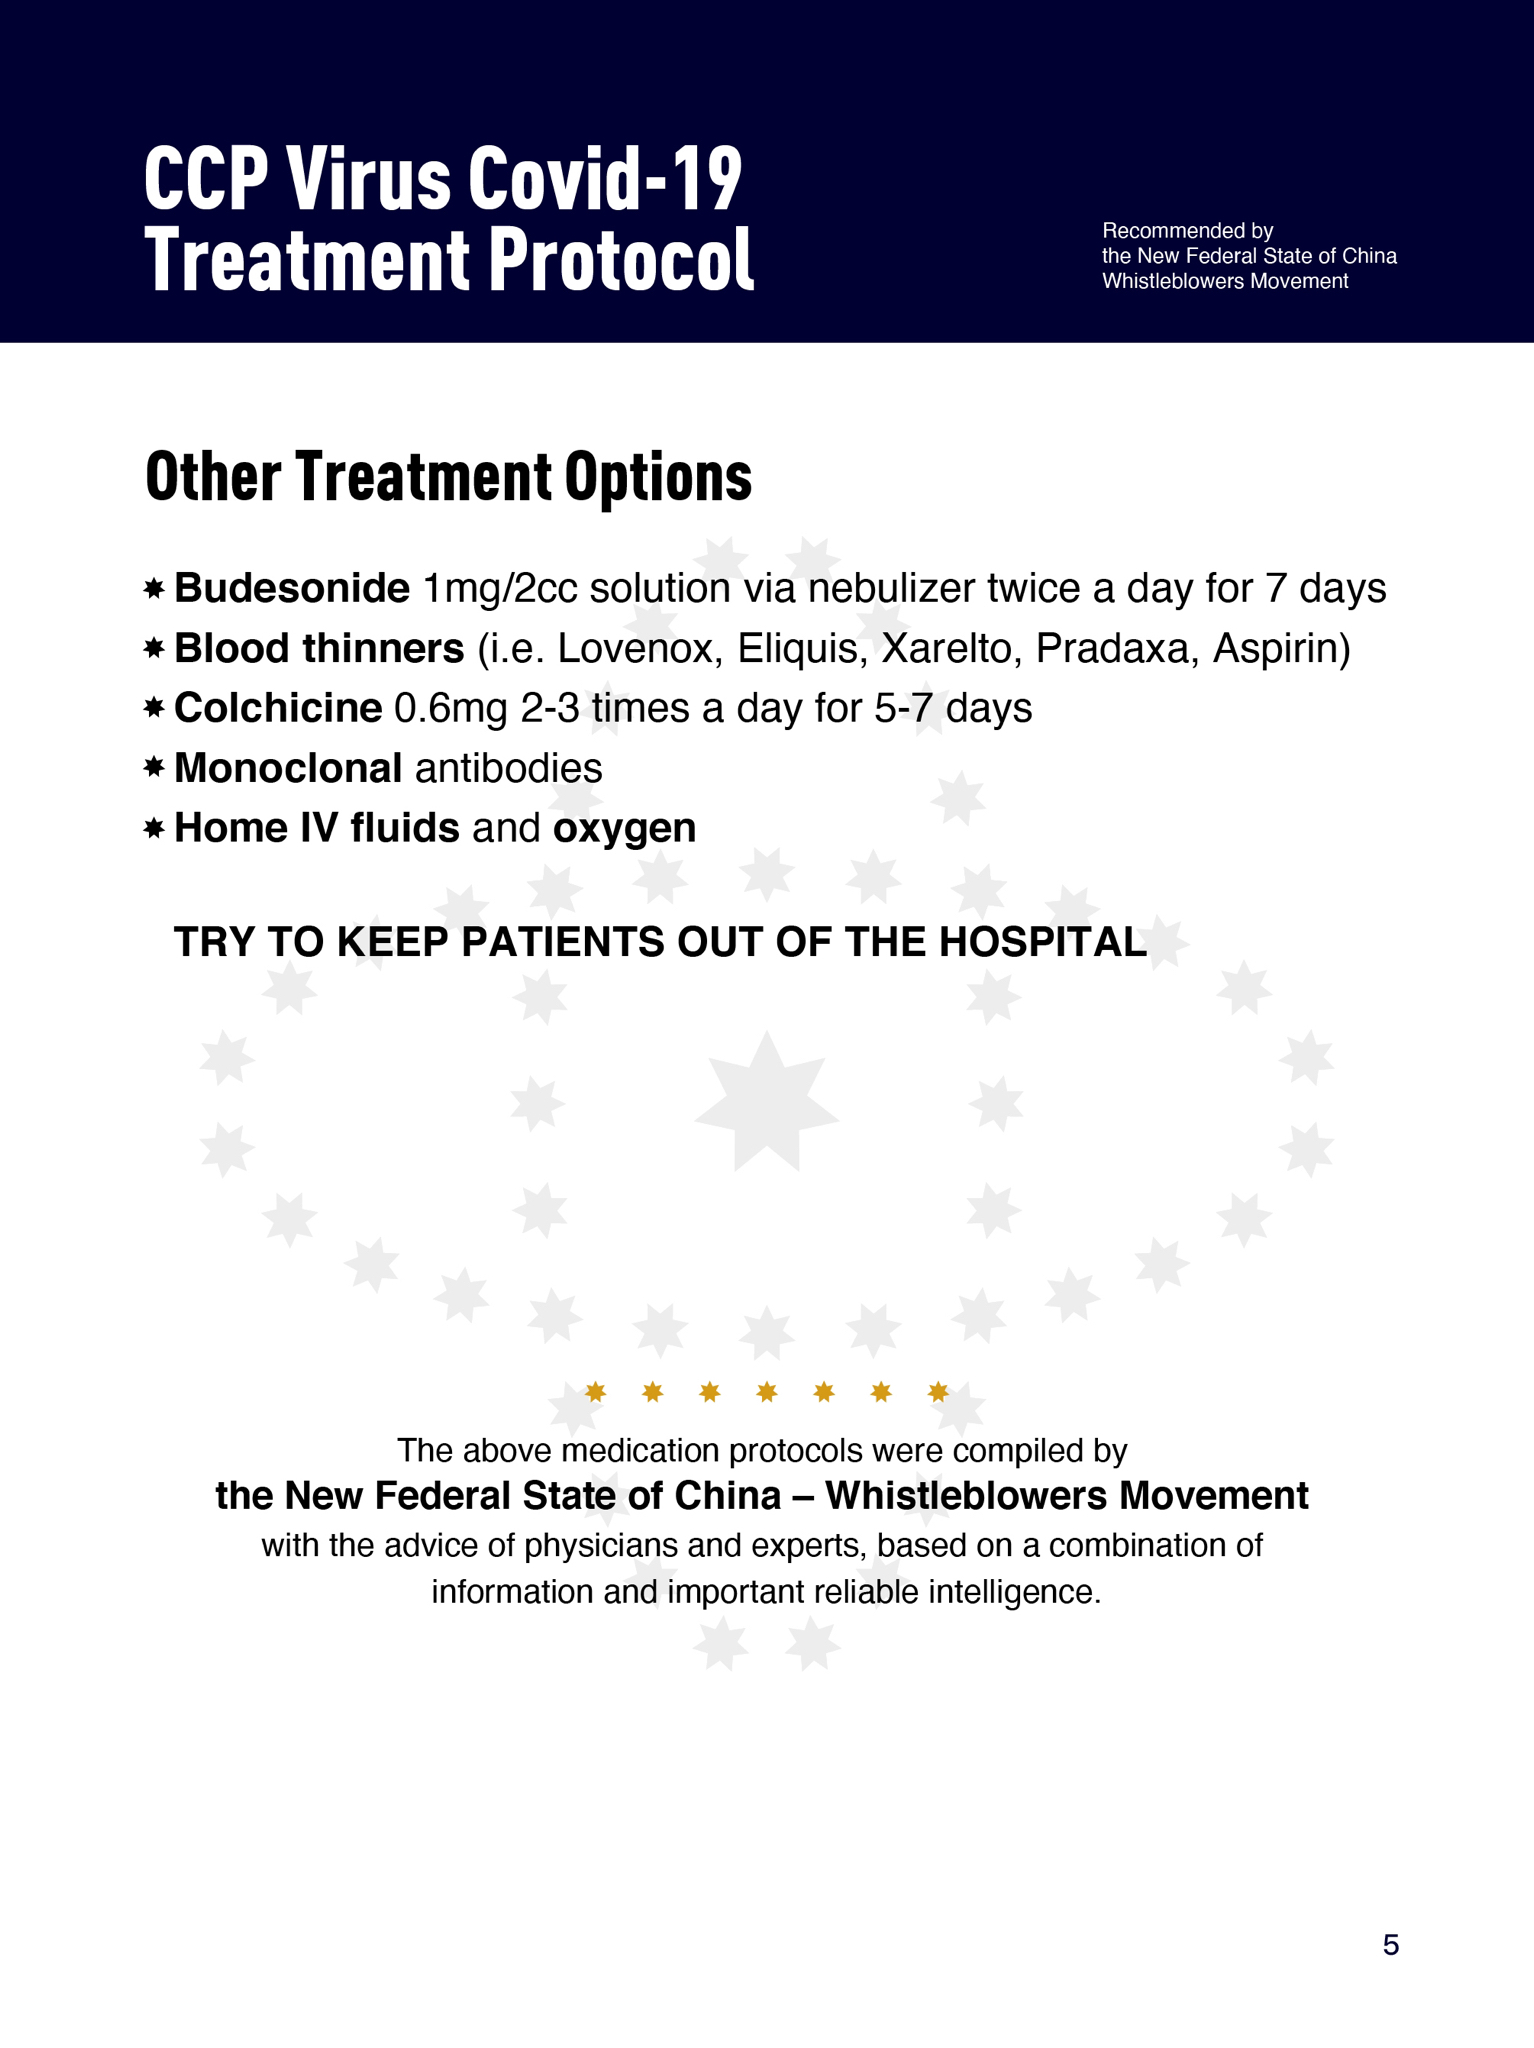 CCP Virus Covid-19
Treatment Protocol
Recommended by
the New Federal State of China
Whistleblowers Movement
Other Treatment Options
Budesonide 1mg/2cc solution via nebulizer twice a day for 7 days
Blood thinners (i.e. Lovenox, Eliquis, Xarelto, Pradaxa, Aspirin)
Colchicine 0.6mg 2-3 times a day for 5-7 days
Monoclonal antibodies
Home IV fluids and oxygen
TRY TO KEEP PATIENTS OUT OF THE HOSPITAL
The above medication protocols were compiled by
the New Federal State of China – Whistleblowers Movement
with the advice of physicians and experts, based on a combination of
information and important reliable intelligence.
5